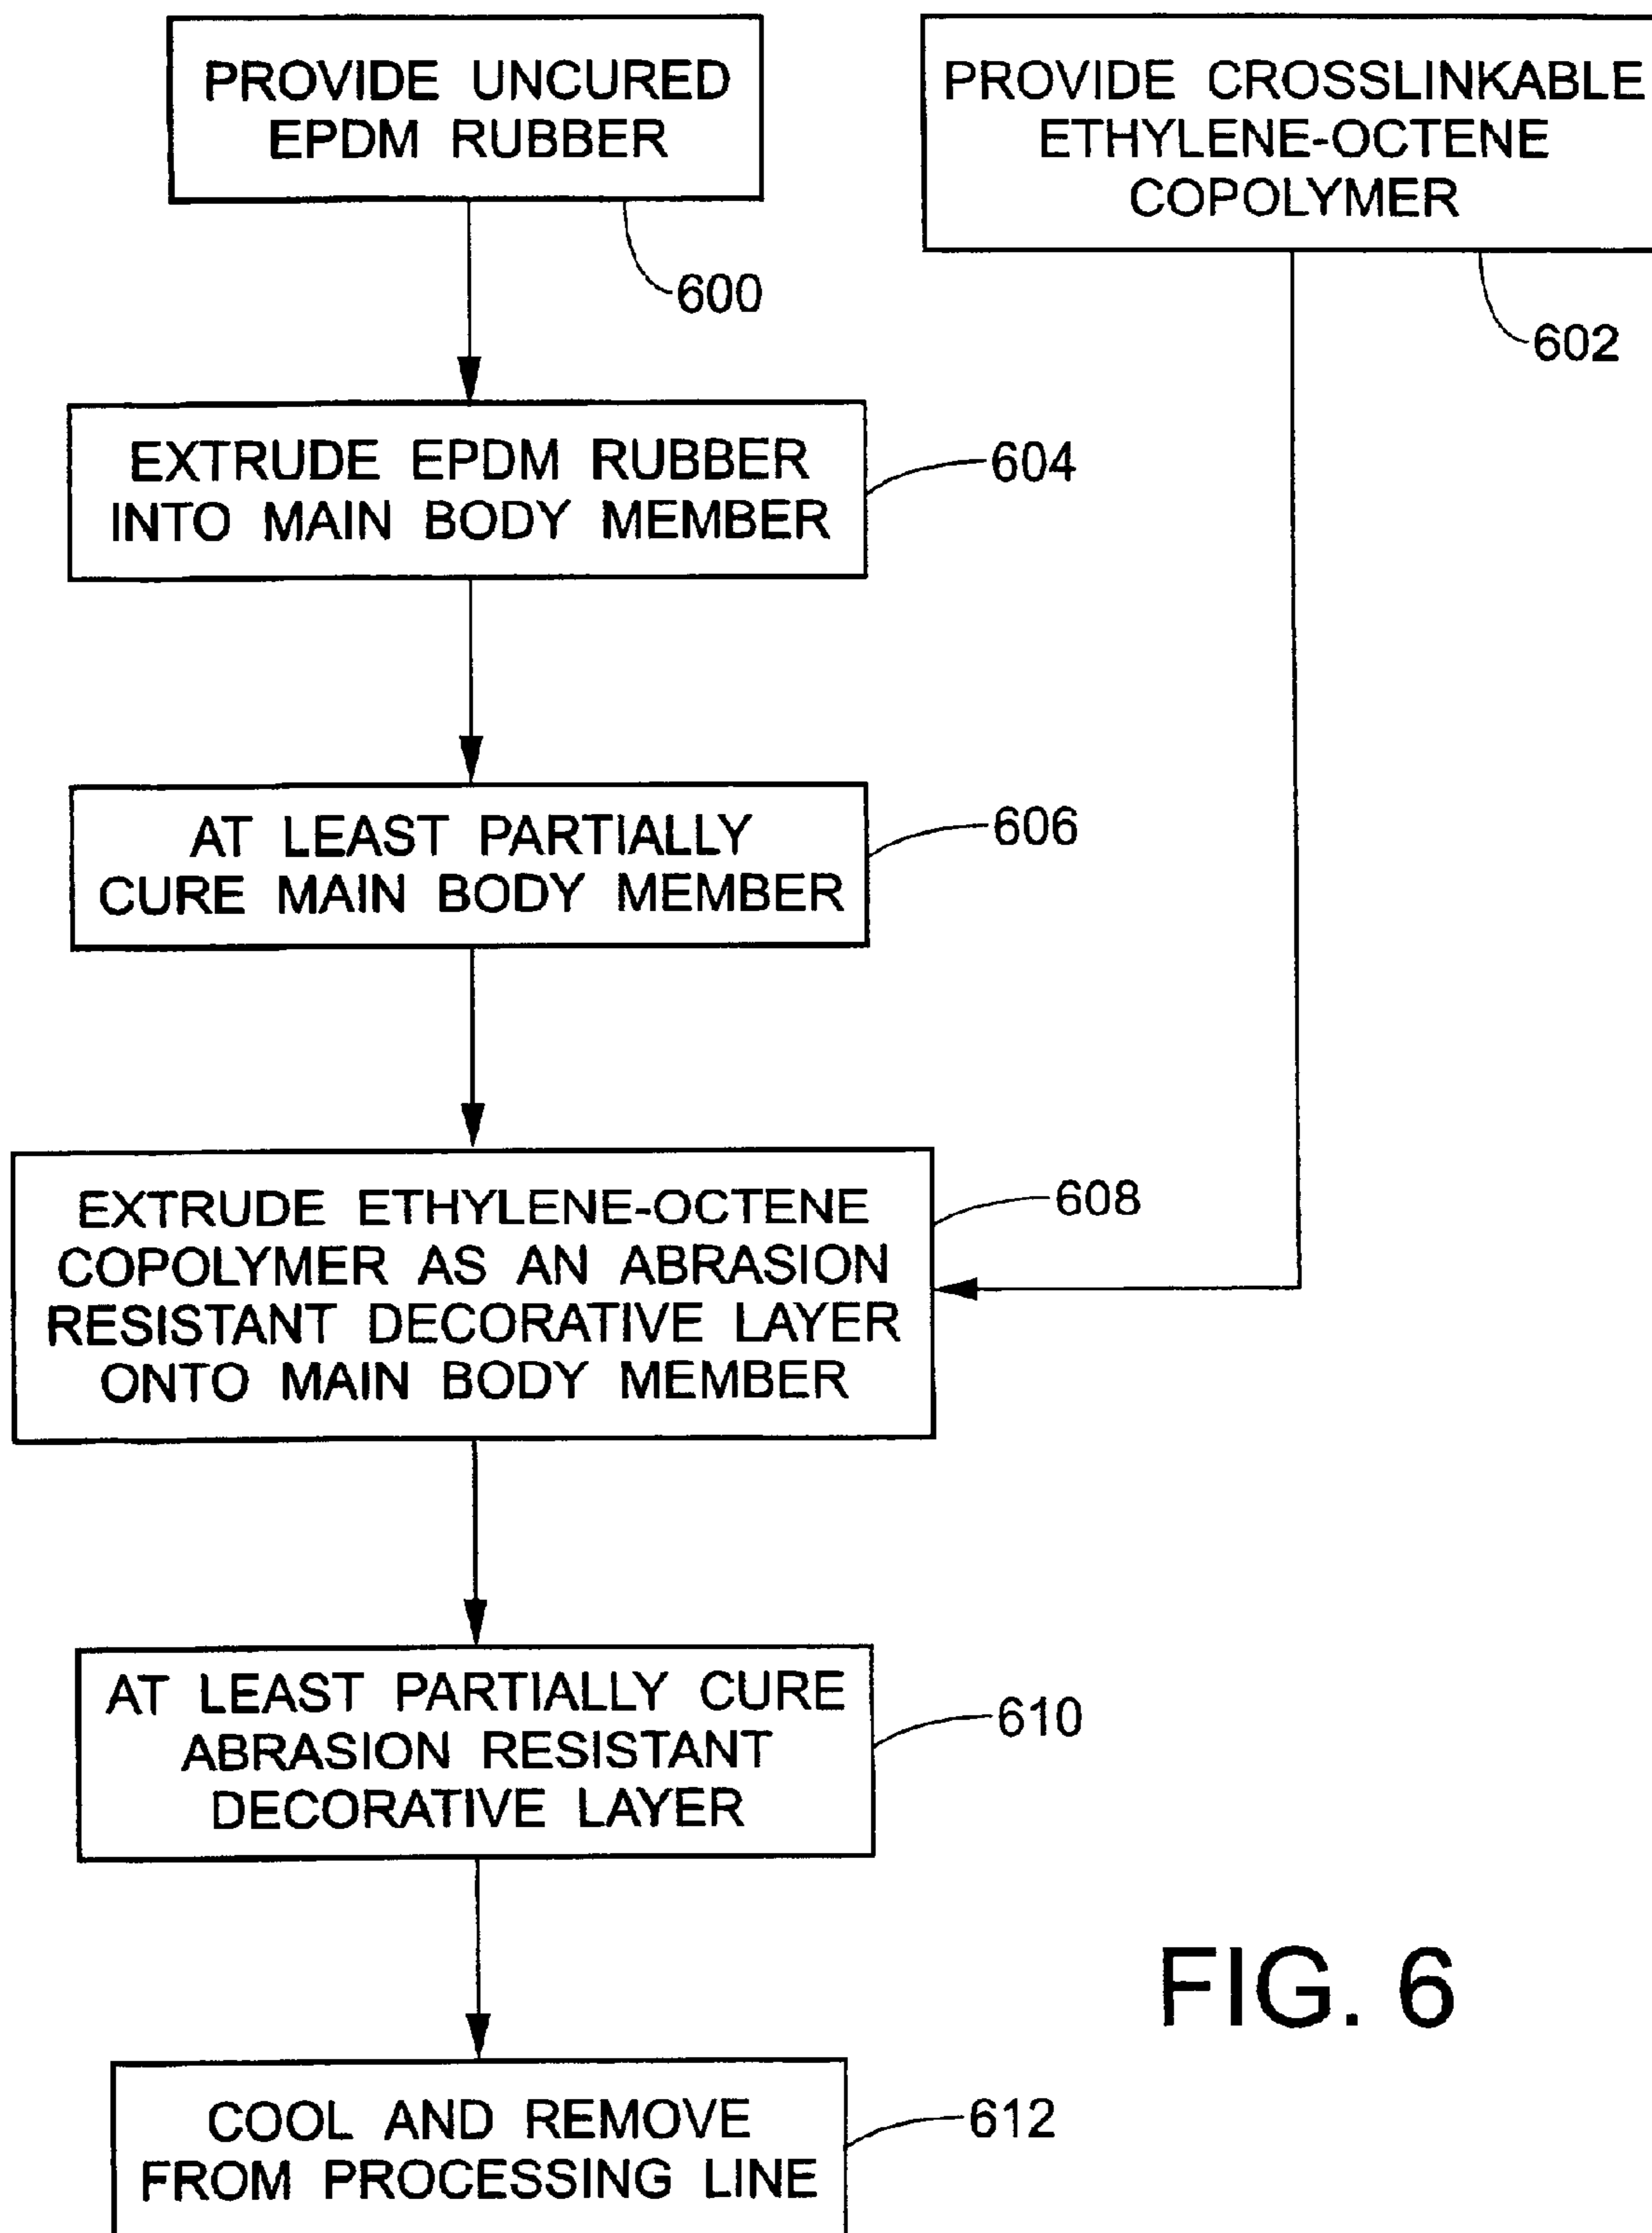 PROVIDE UNCURED
EPDM RUBBER
600
PROVIDE CROSSLINKABLE
ETHYLENE-OCTENE
COPOLYMER
602
EXTRUDE EPDM RUBBER
INTO MAIN BODY MEMBER
604
AT LEAST PARTIALLY
CURE MAIN BODY MEMBER
606
EXTRUDE ETHYLENE-OCTENE
COPOLYMER AS AN ABRASION
RESISTANT DECORATIVE LAYER
ONTO MAIN BODY MEMBER
608
AT LEAST PARTIALLY CURE
ABRASION RESISTANT
DECORATIVE LAYER
610
COOL AND REMOVE
FROM PROCESSING LINE
612
FIG. 6